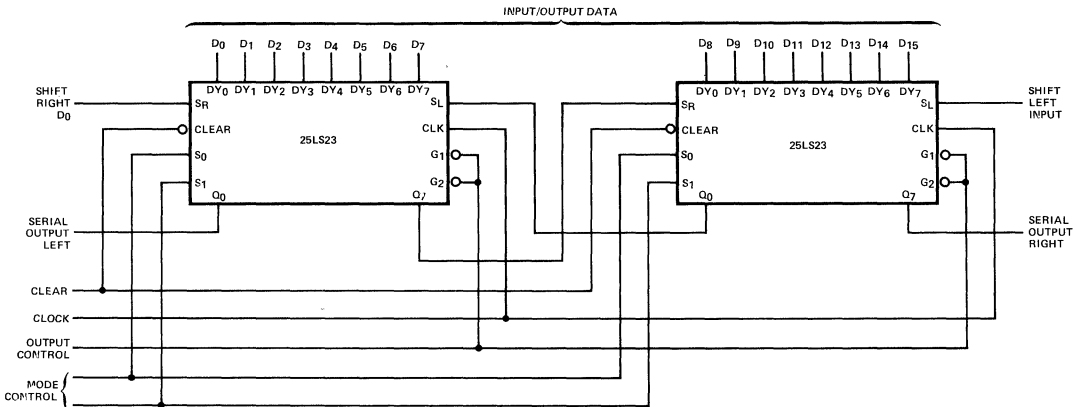 INPUT/OUTPUT DATA
D0 D1 D2 D3 D4 D5 D6 D7
D8 D9 D10 D11 D12 D13 D14 D15
DY0 DY1 DY2 DY3 DY4 DY5 DY6 DY7
DY0 DY1 DY2 DY3 DY4 DY5 DY6 DY7
SHIFT
RIGHT
D0
SR
SL
CLEAR
CLK
25LS23
S0
G1
S1
G2
Q0
Q7
SR
SL
CLEAR
CLK
25LS23
S0
G1
S1
G2
Q0
Q7
SHIFT
LEFT
INPUT
SERIAL
OUTPUT
LEFT
SERIAL
OUTPUT
RIGHT
CLEAR
CLOCK
OUTPUT
CONTROL
MODE
CONTROL